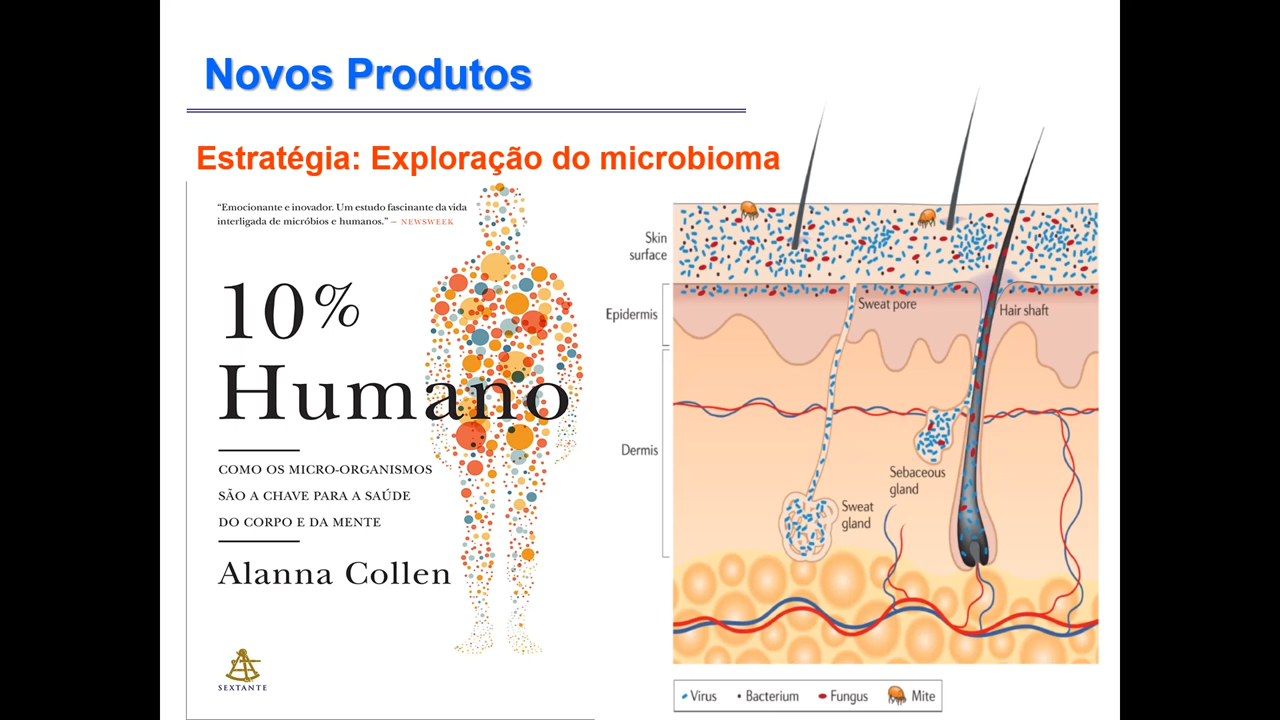 Novos Produtos
Estratégia: Exploração do microbioma
“Emocionante e inovador. Um estudo fascinante da vida
interligada de micróbios e humanos.” – NEWSWEEK
10%
Humano
COMO OS MICRO-ORGANISMOS
SÃO A CHAVE PARA A SAÚDE
DO CORPO E DA MENTE
Alanna Collen
SEXTANTE
Skin
surface
Epidermis
Sweat pore
Hair shaft
Dermis
Sebaceous
gland
Sweat
gland
Virus
Bacterium
Fungus
Mite